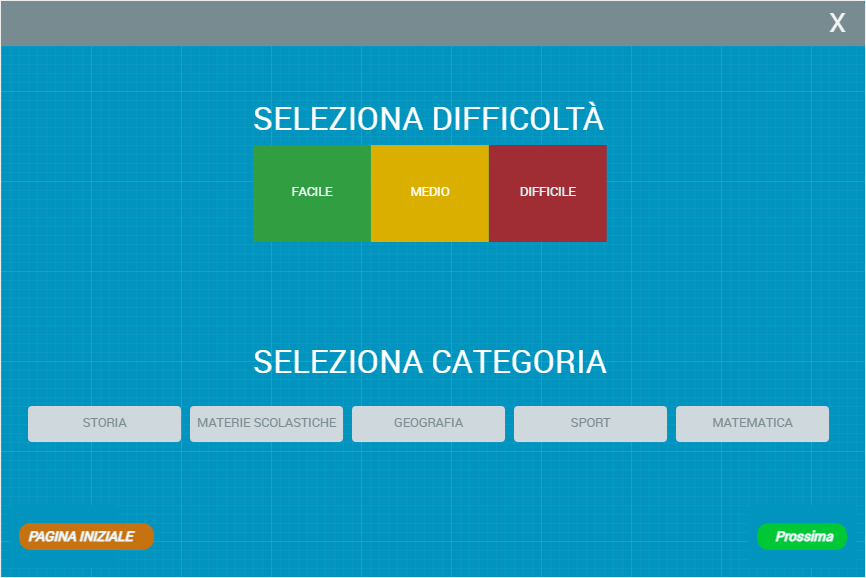 X
SELEZIONA DIFFICOLTÀ
FACILE MEDIO DIFFICILE
SELEZIONA CATEGORIA
STORIA MATERIE SCOLASTICHE GEOGRAFIA SPORT MATEMATICA
PAGINA INIZIALE Prossima